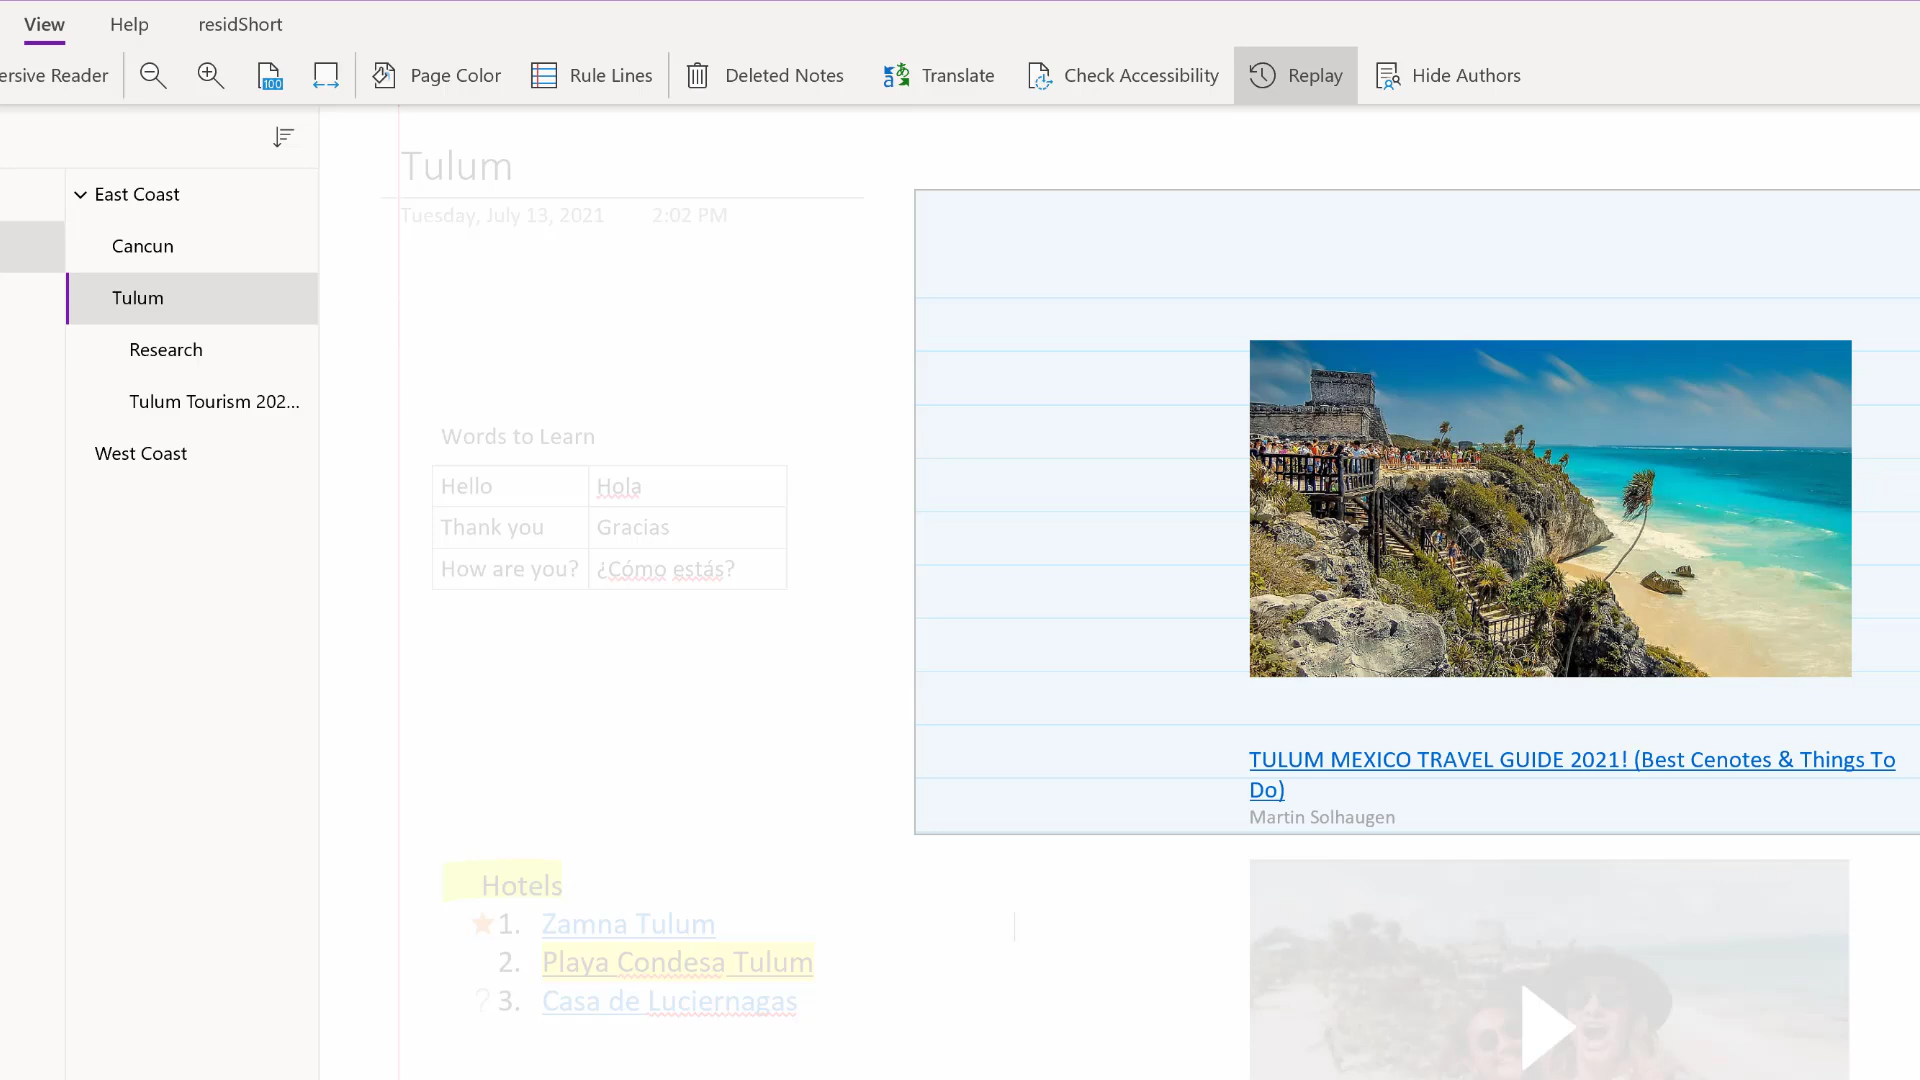 View Help residShort
ersive Reader 100 Page Color Rule Lines Deleted Notes Translate Check Accessibility Replay Hide Authors
East Coast
Cancun
Tulum
Research
Tulum Tourism 202...
West Coast
Tulum
Tuesday, July 13, 2021 2:02 PM
Words to Learn
Hello Hola
Thank you Gracias
How are you? ¿Cómo estás?
TULUM MEXICO TRAVEL GUIDE 2021! (Best Cenotes & Things To
Do)
Martin Solhaugen
Hotels
1. Zamna Tulum
2. Playa Condesa Tulum
? 3. Casa de Luciernagas